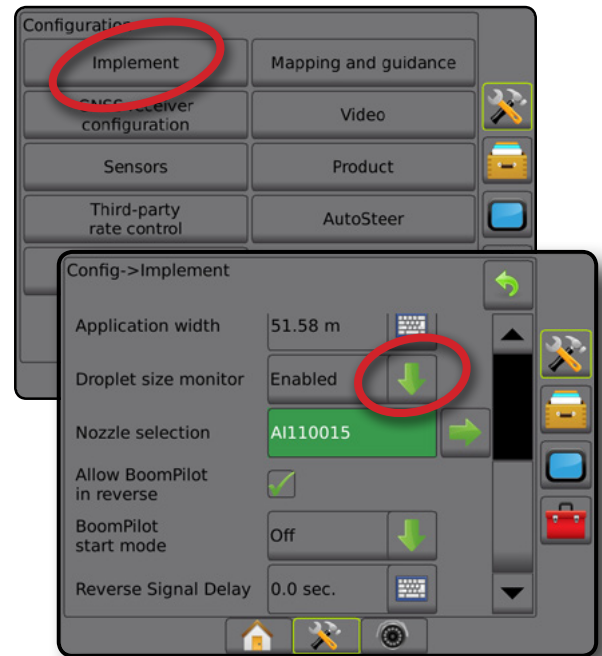 Configuration
Implement
Mapping and guidance
GNSS receiver
configuration
Video
Sensors
Product
Third-party
rate control
AutoSteer
Config->Implement
Application width
51.58 m
Droplet size monitor
Enabled
Nozzle selection
AI110015
Allow BoomPilot
in reverse
BoomPilot
start mode
Off
Reverse Signal Delay
0.0 sec.